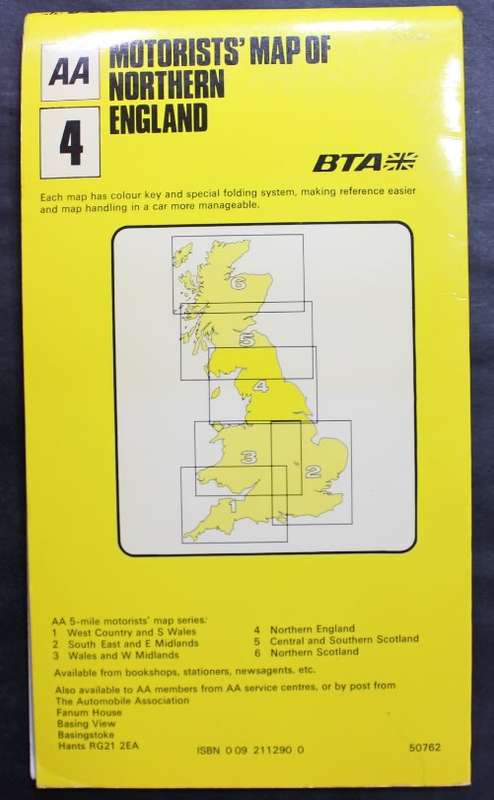 AA
4
MOTORISTS' MAP OF
NORTHERN
ENGLAND
BTA
Each map has colour key and special folding system, making reference easier
and map handling in a car more manageable.
6
5
4
3
2
1
AA 5-mile motorists' map series:
1 West Country and S Wales
2 South East and E Midlands
3 Wales and W Midlands
4 Northern England
5 Central and Southern Scotland
6 Northern Scotland
Available from bookshops, stationers, newsagents. etc.
Also available to AA members from AA service centres, or by post from
The Automobile Association
Fanum House
Basing View
Basingstoke
Hants RG21 2EA
ISBN 0 09 211290 0
50762